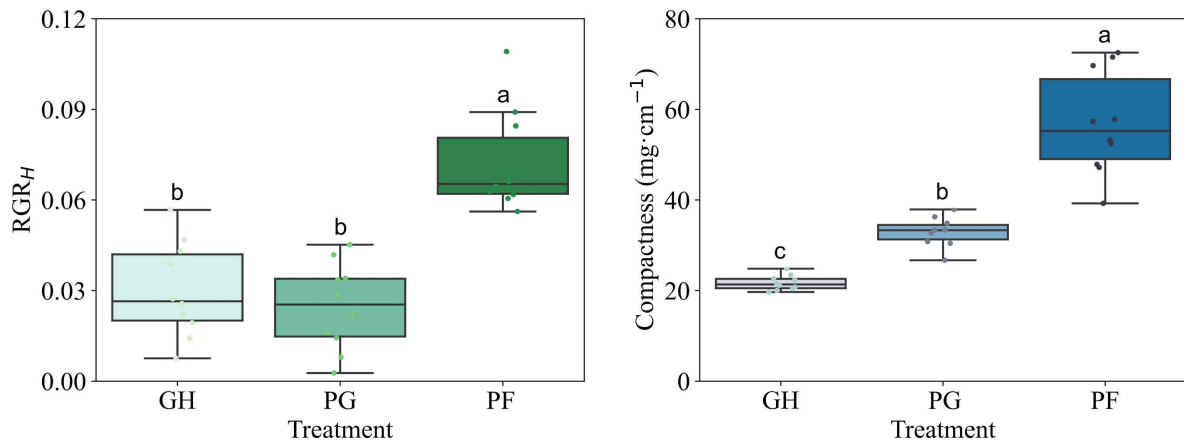 0.12
0.09
0.06
0.03
0.00
RGR_H
b
b
a
GH PG PF
Treatment
80
60
40
20
0
Compactness (mg·cm⁻¹)
c
b
a
GH PG PF
Treatment